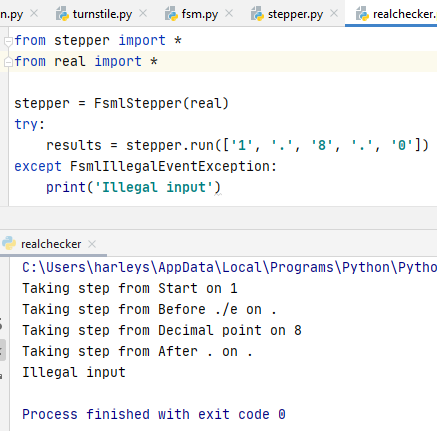 n.py turnstile.py fsm.py stepper.py realchecker.
from stepper import *
from real import *
stepper = FsmlStepper(real)
try:
    results = stepper.run(['1', '.', '8', '.', '0'])
except FsmlIllegalEventException:
    print('Illegal input')
realchecker
C:\Users\harleys\AppData\Local\Programs\Python\Pytho
Taking step from Start on 1
Taking step from Before ./e on .
Taking step from Decimal point on 8
Taking step from After . on .
Illegal input
Process finished with exit code 0